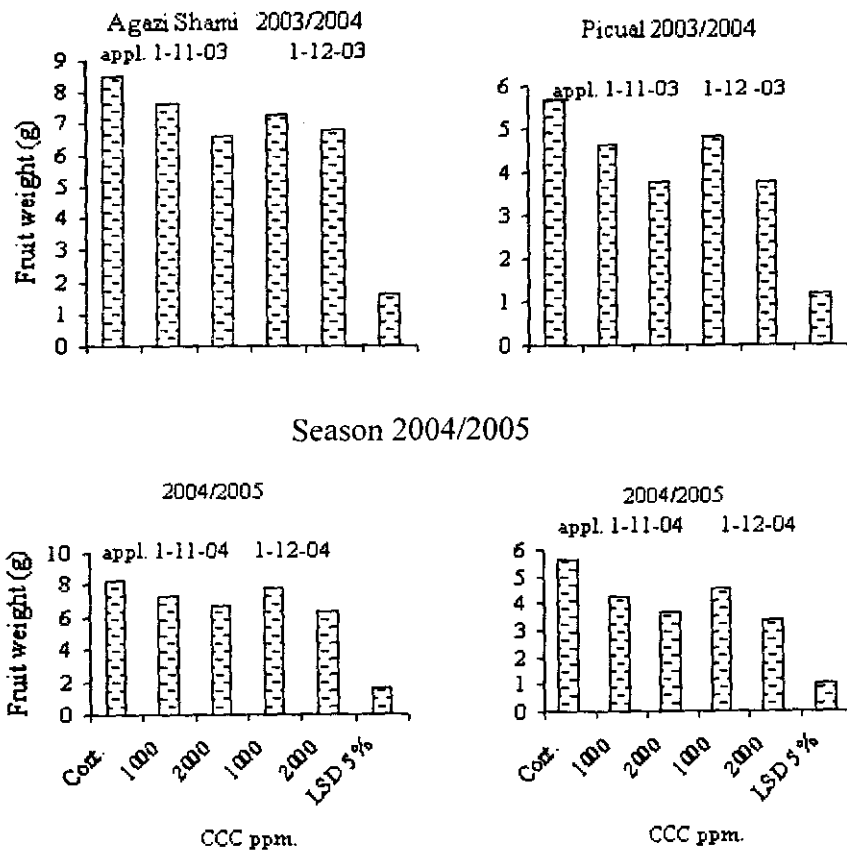 Agazi Shami 2003/2004
appl. 1-11-03 1-12-03
9
8
7
6
5
4
3
2
1
0
Fruit weight (g)
Picual 2003/2004
appl. 1-11-03 1-12 -03
6
5
4
3
2
1
0
Season 2004/2005
2004/2005
appl. 1-11-04 1-12-04
10
8
6
4
2
0
Fruit weight (g)
Cont.
1000
2000
1000
2000
LSD 5%
CCC ppm.
2004/2005
appl. 1-11-04 1-12-04
6
5
4
3
2
1
0
Cont.
1000
2000
1000
2000
LSD 5%
CCC ppm.